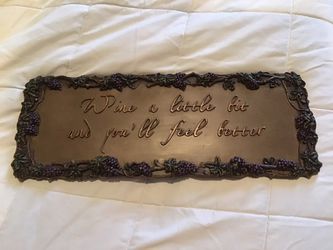 Wine a little bit
and you'll feel better